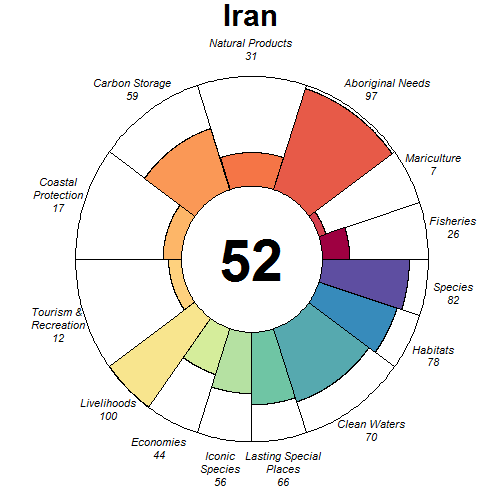 Iran
Natural Products
31
Carbon Storage
59
Aboriginal Needs
97
Mariculture
7
Coastal
Protection
17
Fisheries
26
52
Species
82
Tourism &
Recreation
12
Habitats
78
Livelihoods
100
Clean Waters
70
Economies
44
Iconic
Species
56
Lasting Special
Places
66